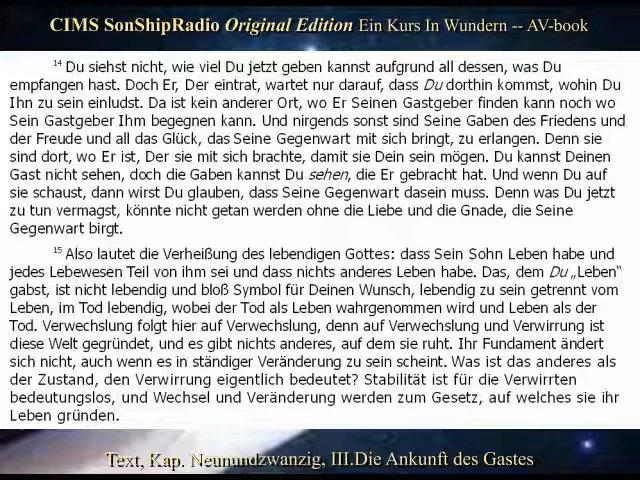 CIMS SonShipRadio Original Edition Ein Kurs In Wundern -- AV-book
14 Du siehst nicht, wie viel Du jetzt geben kannst aufgrund all dessen, was Du
empfangen hast. Doch Er, Der eintrat, wartet nur darauf, dass Du dorthin kommst, wohin Du
Ihn zu sein einludst. Da ist kein anderer Ort, wo Er Seinen Gastgeber finden kann noch wo
Sein Gastgeber Ihm begegnen kann. Und nirgends sonst sind Seine Gaben des Friedens und
der Freude und all das Glück, das Seine Gegenwart mit sich bringt, zu erlangen. Denn sie
sind dort, wo Er ist, Der sie mit sich brachte, damit sie Dein sein mögen. Du kannst Deinen
Gast nicht sehen, doch die Gaben kannst Du sehen, die Er gebracht hat. Und wenn Du auf
sie schaust, dann wirst Du glauben, dass Seine Gegenwart dasein muss. Denn was Du jetzt
zu tun vermagst, könnte nicht getan werden ohne die Liebe und die Gnade, die Seine
Gegenwart birgt.
15 Also lautet die Verheißung des lebendigen Gottes: dass Sein Sohn Leben habe und
jedes Lebewesen Teil von ihm sei und dass nichts anderes Leben habe. Das, dem Du „Leben“
gabst, ist nicht lebendig und bloß Symbol für Deinen Wunsch, lebendig zu sein getrennt vom
Leben, im Tod lebendig, wobei der Tod als Leben wahrgenommen wird und Leben als der
Tod. Verwechslung folgt hier auf Verwechslung, denn auf Verwechslung und Verwirrung ist
diese Welt gegründet, und es gibt nichts anderes, auf dem sie ruht. Ihr Fundament ändert
sich nicht, auch wenn es in ständiger Veränderung zu sein scheint. Was ist das anderes als
der Zustand, den Verwirrung eigentlich bedeutet? Stabilität ist für die Verwirrten
bedeutungslos, und Wechsel und Veränderung werden zum Gesetz, auf welches sie ihr
Leben gründen.
Text, Kap. Neunundzwanzig, III.Die Ankunft des Gastes